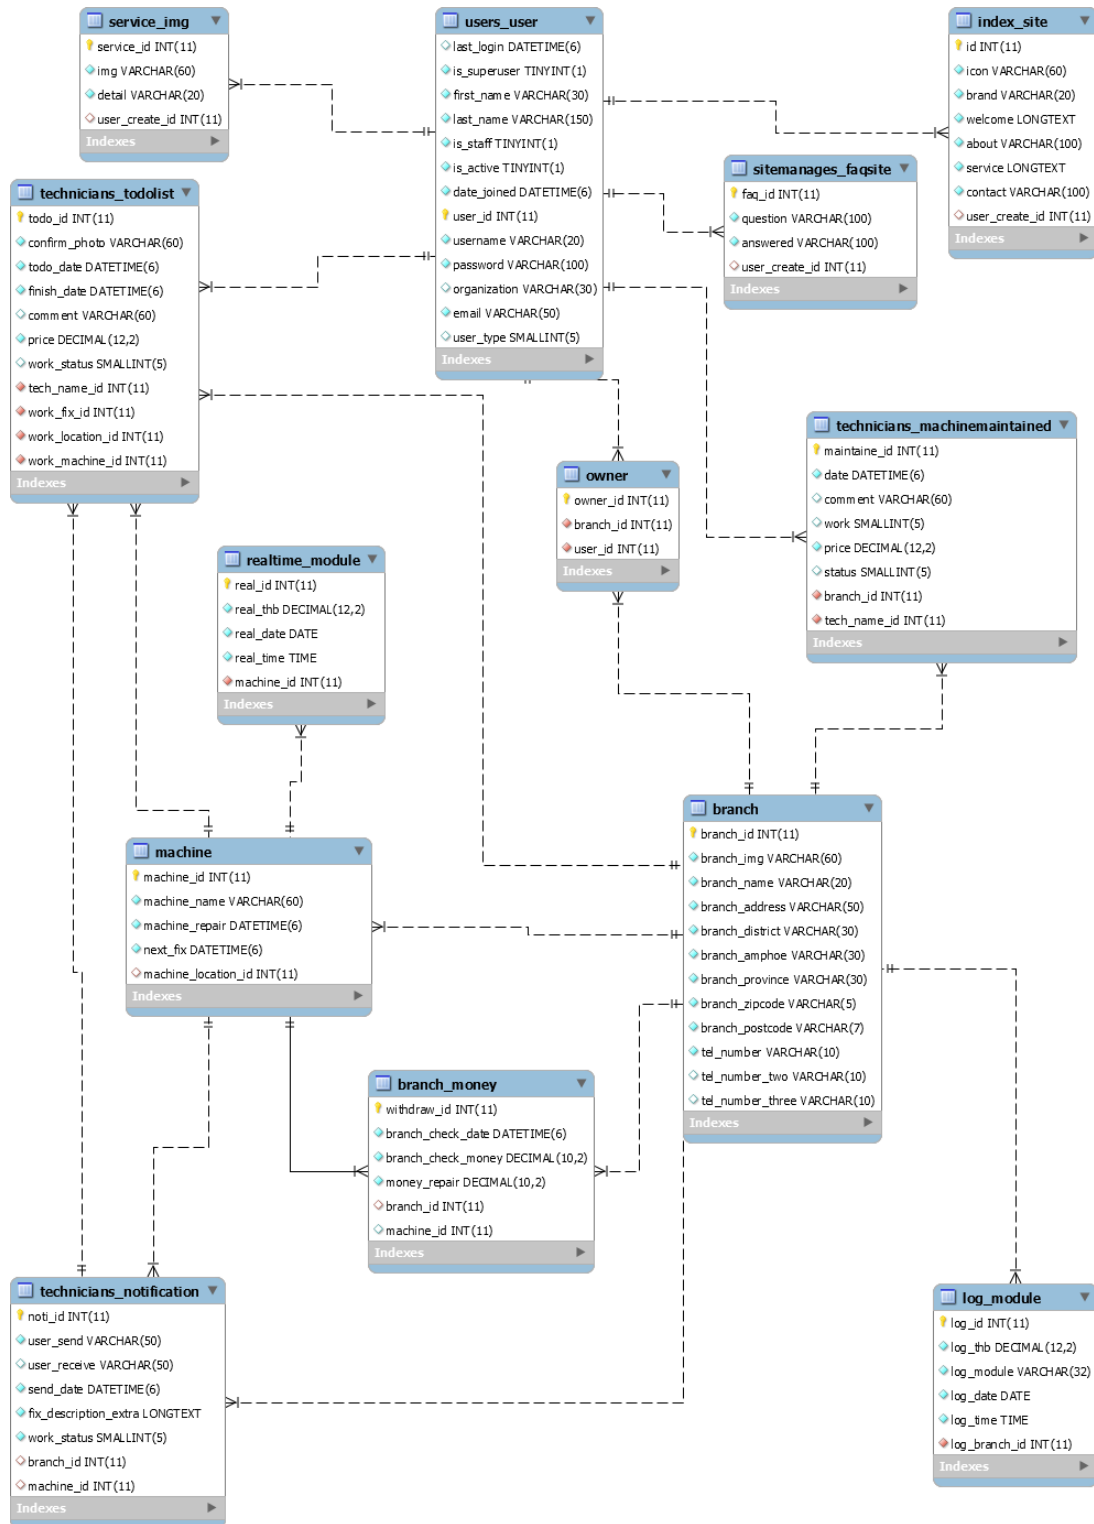 service_img
service_id INT(11)
img VARCHAR(60)
detail VARCHAR(20)
user_create_id INT(11)
Indexes
users_user
last_login DATETIME(6)
is_superuser TINYINT(1)
first_name VARCHAR(30)
last_name VARCHAR(150)
is_staff TINYINT(1)
is_active TINYINT(1)
date_joined DATETIME(6)
user_id INT(11)
username VARCHAR(20)
password VARCHAR(100)
organization VARCHAR(30)
email VARCHAR(50)
user_type SMALLINT(5)
Indexes
index_site
id INT(11)
icon VARCHAR(60)
brand VARCHAR(20)
welcome LONGTEXT
about VARCHAR(100)
service LONGTEXT
contact VARCHAR(100)
user_create_id INT(11)
Indexes
sitemanages_faqsite
faq_id INT(11)
question VARCHAR(100)
answered VARCHAR(100)
user_create_id INT(11)
Indexes
technicians_todolist
todo_id INT(11)
confirm_photo VARCHAR(60)
todo_date DATETIME(6)
finish_date DATETIME(6)
comment VARCHAR(60)
price DECIMAL(12,2)
work_status SMALLINT(5)
tech_name_id INT(11)
work_fix_id INT(11)
work_location_id INT(11)
work_machine_id INT(11)
Indexes
technicians_machinemaintained
maintaine_id INT(11)
date DATETIME(6)
comment VARCHAR(60)
work SMALLINT(5)
price DECIMAL(12,2)
status SMALLINT(5)
branch_id INT(11)
tech_name_id INT(11)
Indexes
owner
owner_id INT(11)
branch_id INT(11)
user_id INT(11)
Indexes
realtime_module
real_id INT(11)
real_thb DECIMAL(12,2)
real_date DATE
real_time TIME
machine_id INT(11)
Indexes
branch
branch_id INT(11)
branch_img VARCHAR(60)
branch_name VARCHAR(20)
branch_address VARCHAR(50)
branch_district VARCHAR(30)
branch_amphoe VARCHAR(30)
branch_province VARCHAR(30)
branch_zipcode VARCHAR(5)
branch_postcode VARCHAR(7)
tel_number VARCHAR(10)
tel_number_two VARCHAR(10)
tel_number_three VARCHAR(10)
Indexes
machine
machine_id INT(11)
machine_name VARCHAR(60)
machine_repair DATETIME(6)
next_fix DATETIME(6)
machine_location_id INT(11)
Indexes
branch_money
withdraw_id INT(11)
branch_check_date DATETIME(6)
branch_check_money DECIMAL(10,2)
money_repair DECIMAL(10,2)
branch_id INT(11)
machine_id INT(11)
Indexes
technicians_notification
noti_id INT(11)
user_send VARCHAR(50)
user_receive VARCHAR(50)
send_date DATETIME(6)
fix_description_extra LONGTEXT
work_status SMALLINT(5)
branch_id INT(11)
machine_id INT(11)
Indexes
log_module
log_id INT(11)
log_thb DECIMAL(12,2)
log_module VARCHAR(32)
log_date DATE
log_time TIME
log_branch_id INT(11)
Indexes